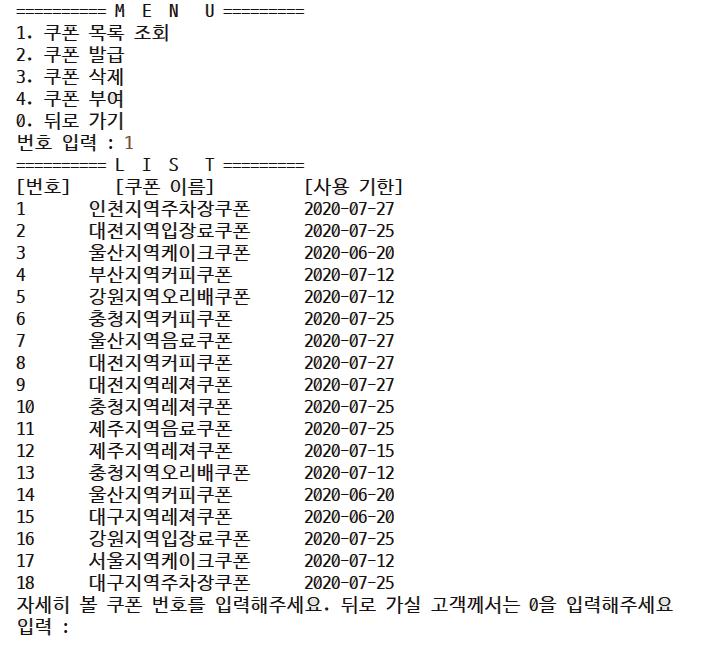 ========== M E N U =========
1. 쿠폰 목록 조회
2. 쿠폰 발급
3. 쿠폰 삭제
4. 쿠폰 부여
0. 뒤로 가기
번호 입력 : 1
========== L I S T =========
[번호] [쿠폰 이름] [사용 기한]
1 인천지역주차장쿠폰 2020-07-27
2 대전지역입장료쿠폰 2020-07-25
3 울산지역케이크쿠폰 2020-06-20
4 부산지역커피쿠폰 2020-07-12
5 강원지역오리배쿠폰 2020-07-12
6 충청지역커피쿠폰 2020-07-25
7 울산지역음료쿠폰 2020-07-27
8 대전지역커피쿠폰 2020-07-27
9 대전지역레져쿠폰 2020-07-27
10 충청지역레져쿠폰 2020-07-25
11 제주지역음료쿠폰 2020-07-25
12 제주지역레져쿠폰 2020-07-15
13 충청지역오리배쿠폰 2020-07-12
14 울산지역커피쿠폰 2020-06-20
15 대구지역레져쿠폰 2020-06-20
16 강원지역입장료쿠폰 2020-07-25
17 서울지역케이크쿠폰 2020-07-12
18 대구지역주차장쿠폰 2020-07-25
자세히 볼 쿠폰 번호를 입력해주세요. 뒤로 가실 고객께서는 0을 입력해주세요
입력 :